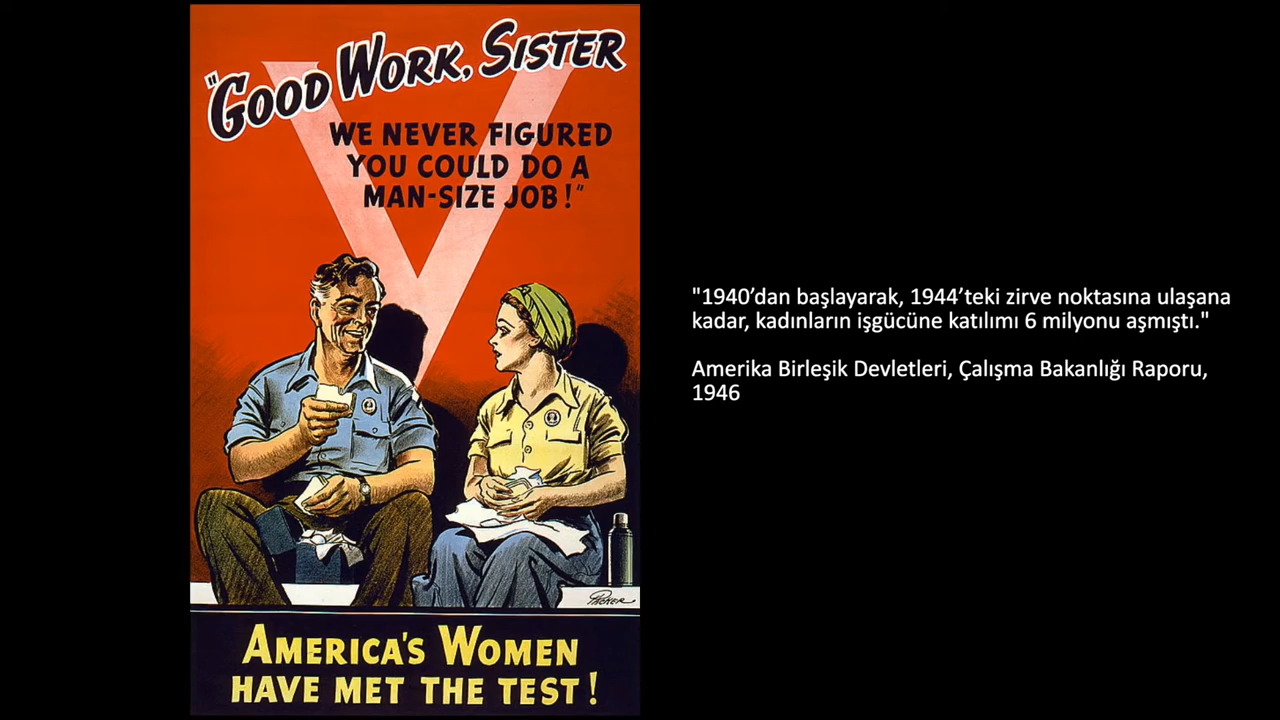 "GOOD WORK, SISTER
WE NEVER FIGURED
YOU COULD DO A
MAN-SIZE JOB!"
PACKER
AMERICA'S WOMEN
HAVE MET THE TEST!
"1940’dan başlayarak, 1944’teki zirve noktasına ulaşana
kadar, kadınların işgücüne katılımı 6 milyonu aşmıştı."
Amerika Birleşik Devletleri, Çalışma Bakanlığı Raporu,
1946